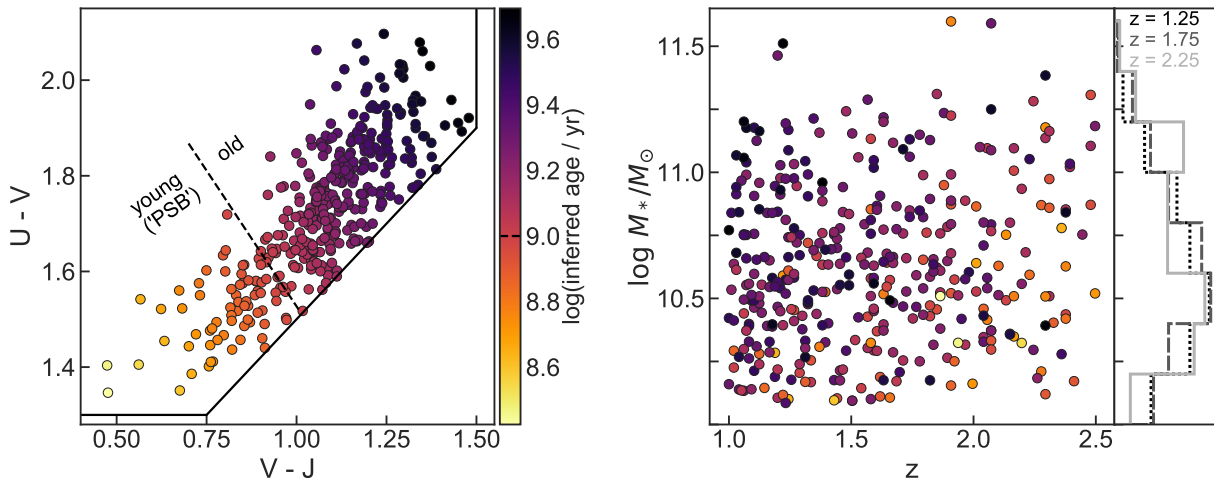 2.0
1.8
1.6
1.4
U - V
0.50
0.75
1.00
1.25
1.50
V - J
old
young
('PSB')
9.6
9.4
9.2
9.0
8.8
8.6
log(inferred age / yr)
11.5
11.0
10.5
log M*/M⊙
1.0
1.5
2.0
2.5
z
z = 1.25
z = 1.75
z = 2.25